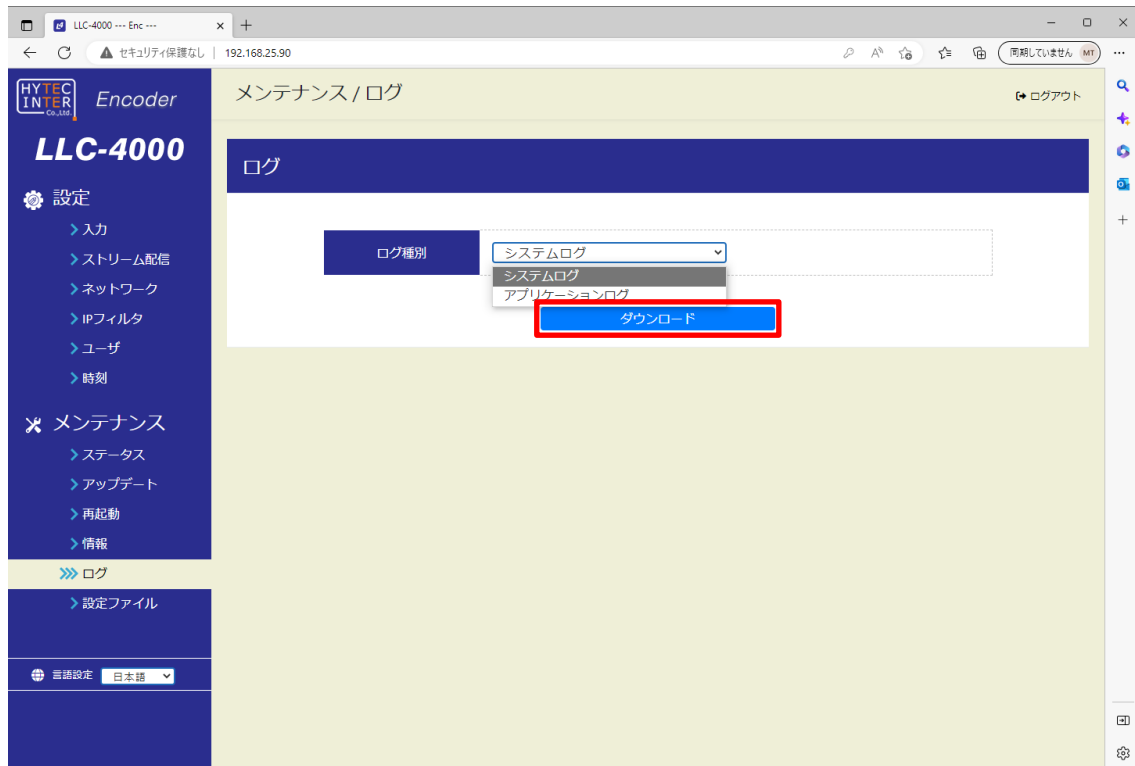 LLC-4000 --- Enc ---
セキュリティ保護なし | 192.168.25.90
同期していません MT
HYTEC
INTER
Co.,Ltd.
Encoder
LLC-4000
設定
入力
ストリーム配信
ネットワーク
IPフィルタ
ユーザ
時刻
メンテナンス
ステータス
アップデート
再起動
情報
ログ
設定ファイル
言語設定 日本語
メンテナンス / ログ
ログアウト
ログ
ログ種別 システムログ
システムログ
アプリケーションログ
ダウンロード